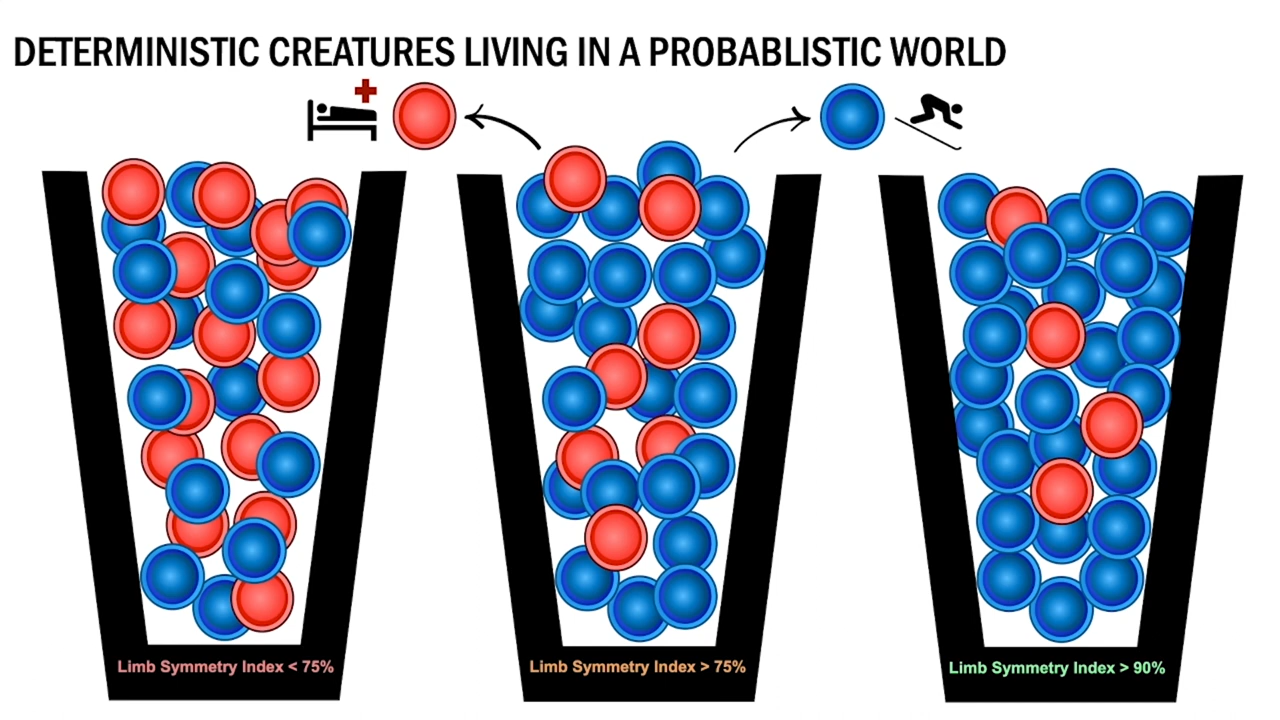 DETERMINISTIC CREATURES LIVING IN A PROBABLISTIC WORLD
Limb Symmetry Index < 75%
Limb Symmetry Index > 75%
Limb Symmetry Index > 90%